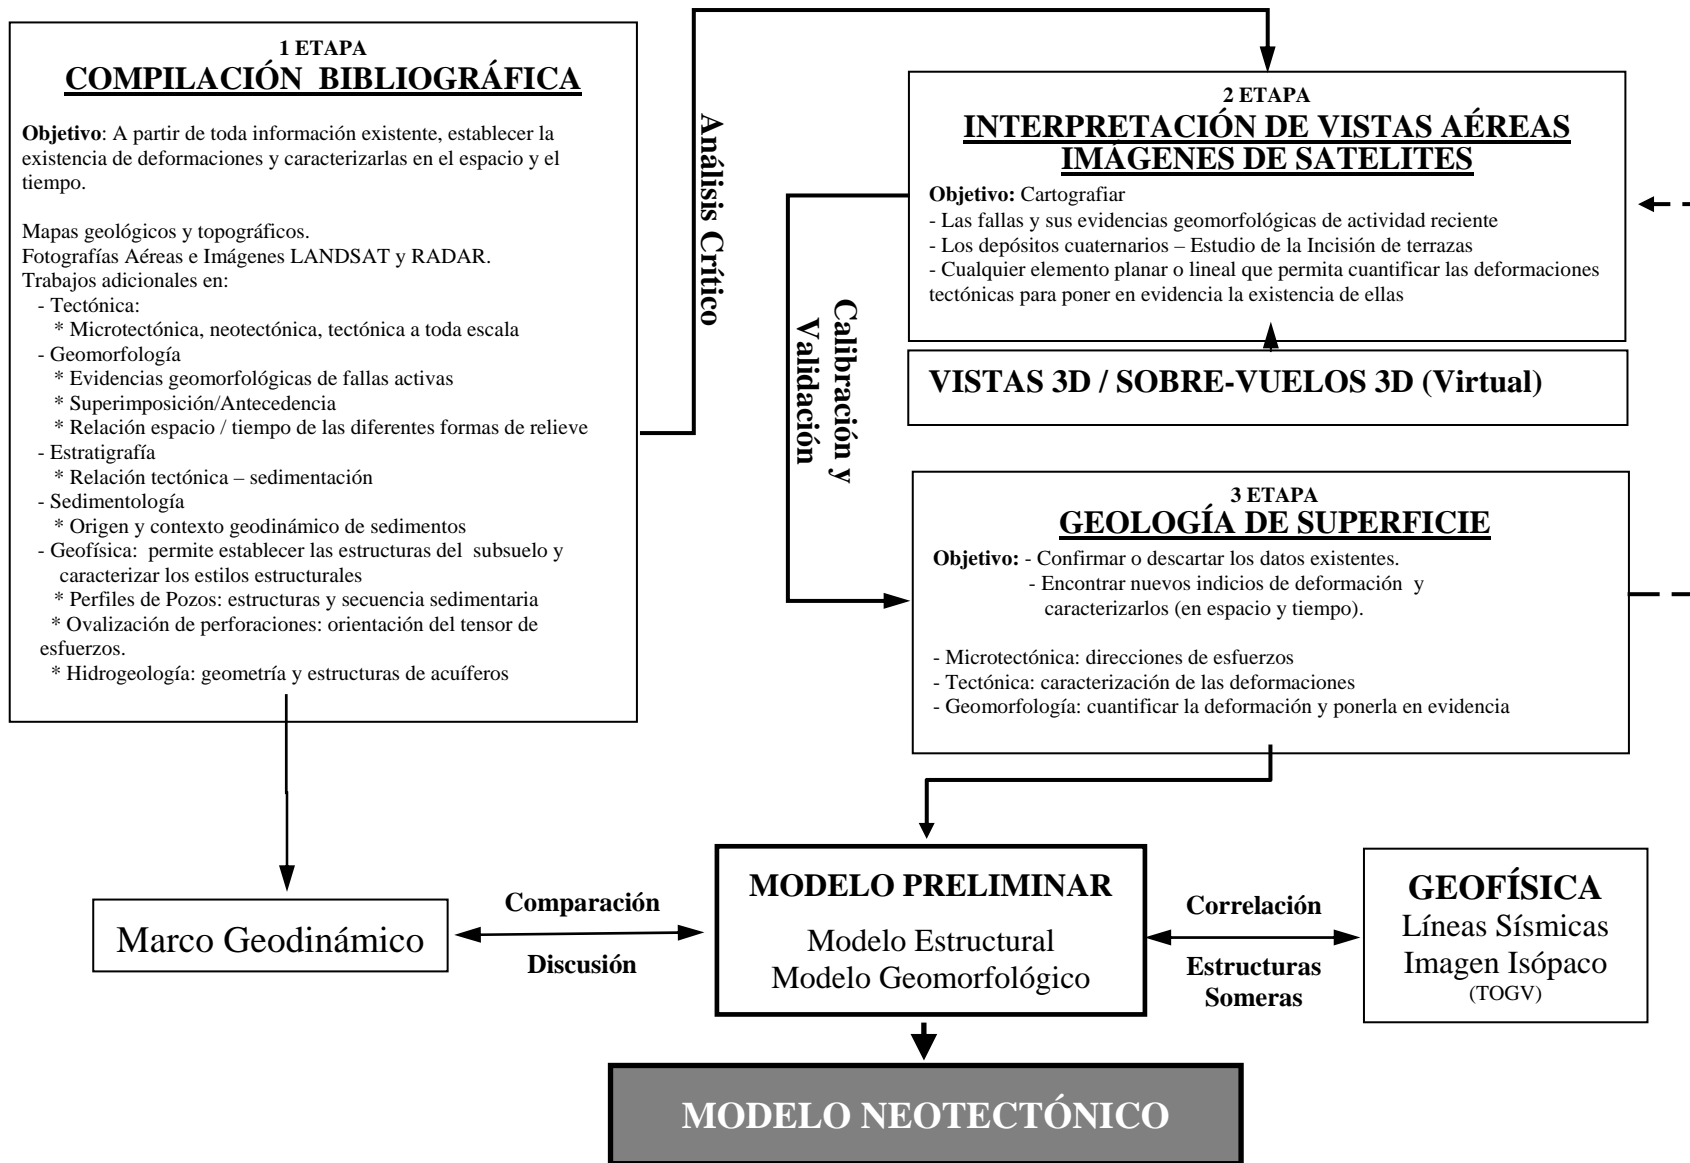 1 ETAPA
COMPILACIÓN BIBLIOGRÁFICA
Objetivo: A partir de toda información existente, establecer la
existencia de deformaciones y caracterizarlas en el espacio y el
tiempo.
Mapas geológicos y topográficos.
Fotografías Aéreas e Imágenes LANDSAT y RADAR.
Trabajos adicionales en:
- Tectónica:
* Microtectónica, neotectónica, tectónica a toda escala
- Geomorfología
* Evidencias geomorfológicas de fallas activas
* Superimposición/Antecedencia
* Relación espacio / tiempo de las diferentes formas de relieve
- Estratigrafía
* Relación tectónica – sedimentación
- Sedimentología
* Origen y contexto geodinámico de sedimentos
- Geofísica: permite establecer las estructuras del subsuelo y
caracterizar los estilos estructurales
* Perfiles de Pozos: estructuras y secuencia sedimentaria
* Ovalización de perforaciones: orientación del tensor de
esfuerzos.
* Hidrogeología: geometría y estructuras de acuíferos
Análisis Crítico
2 ETAPA
INTERPRETACIÓN DE VISTAS AÉREAS
IMÁGENES DE SATELITES
Objetivo: Cartografiar
- Las fallas y sus evidencias geomorfológicas de actividad reciente
- Los depósitos cuaternarios – Estudio de la Incisión de terrazas
- Cualquier elemento planar o lineal que permita cuantificar las deformaciones
tectónicas para poner en evidencia la existencia de ellas
VISTAS 3D / SOBRE-VUELOS 3D (Virtual)
Calibración y
Validación
3 ETAPA
GEOLOGÍA DE SUPERFICIE
Objetivo: - Confirmar o descartar los datos existentes.
- Encontrar nuevos indicios de deformación y
caracterizarlos (en espacio y tiempo).
- Microtectónica: direcciones de esfuerzos
- Tectónica: caracterización de las deformaciones
- Geomorfología: cuantificar la deformación y ponerla en evidencia
Marco Geodinámico
Comparación
Discusión
MODELO PRELIMINAR
Modelo Estructural
Modelo Geomorfológico
Correlación
Estructuras
Someras
GEOFÍSICA
Líneas Sísmicas
Imagen Isópaco
(TOGV)
MODELO NEOTECTÓNICO